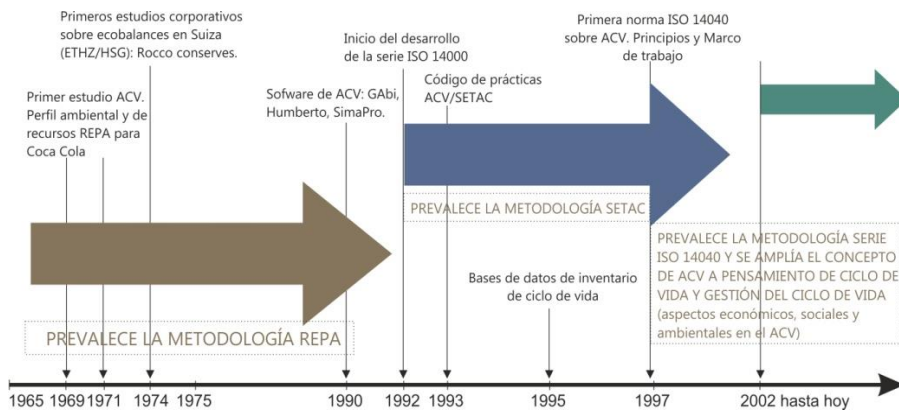 Primeros estudios corporativos
sobre ecobalances en Suiza
(ETHZ/HSG): Rocco conserves.
Primer estudio ACV.
Perfil ambiental y de
recursos REPA para
Coca Cola
Sofware de ACV: GAbi,
Humberto, SimaPro.
Inicio del desarrollo
de la serie ISO 14000
Código de prácticas
ACV/SETAC
Primera norma ISO 14040
sobre ACV. Principios y Marco
de trabajo
PREVALECE LA METODOLOGÍA SETAC
PREVALECE LA METODOLOGÍA SERIE
ISO 14040 Y SE AMPLÍA EL CONCEPTO
DE ACV A PENSAMIENTO DE CICLO DE
VIDA Y GESTIÓN DEL CICLO DE VIDA
(aspectos económicos, sociales y
ambientales en el ACV)
Bases de datos de inventario
de ciclo de vida
PREVALECE LA METODOLOGÍA REPA
1965 1969 1971 1974 1975 1990 1992 1993 1995 1997 2002 hasta hoy